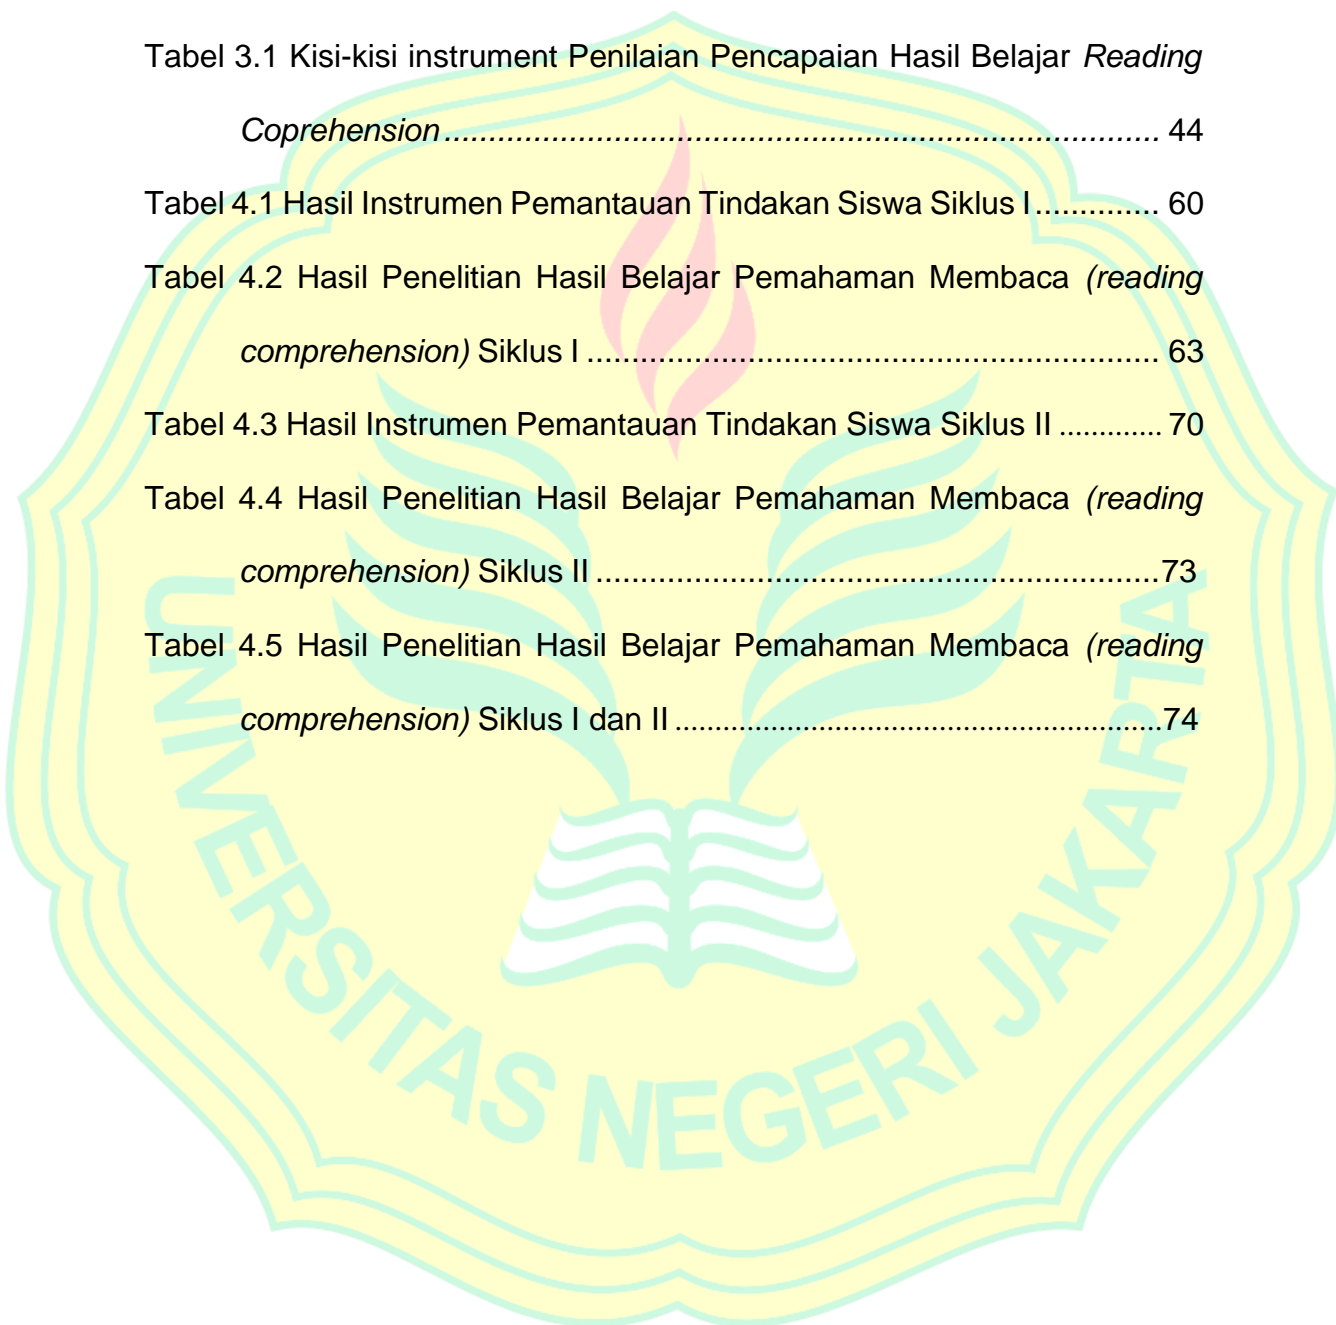 Tabel 3.1 Kisi-kisi instrument Penilaian Pencapaian Hasil Belajar Reading
Coprehension........................................................................... 44
Tabel 4.1 Hasil Instrumen Pemantauan Tindakan Siswa Siklus I.............. 60
Tabel 4.2 Hasil Penelitian Hasil Belajar Pemahaman Membaca (reading
comprehension) Siklus I ............................................................ 63
Tabel 4.3 Hasil Instrumen Pemantauan Tindakan Siswa Siklus II ............. 70
Tabel 4.4 Hasil Penelitian Hasil Belajar Pemahaman Membaca (reading
comprehension) Siklus II ...........................................................73
Tabel 4.5 Hasil Penelitian Hasil Belajar Pemahaman Membaca (reading
comprehension) Siklus I dan II .......................................................74
UNIVERSITAS NEGERI JAKARTA